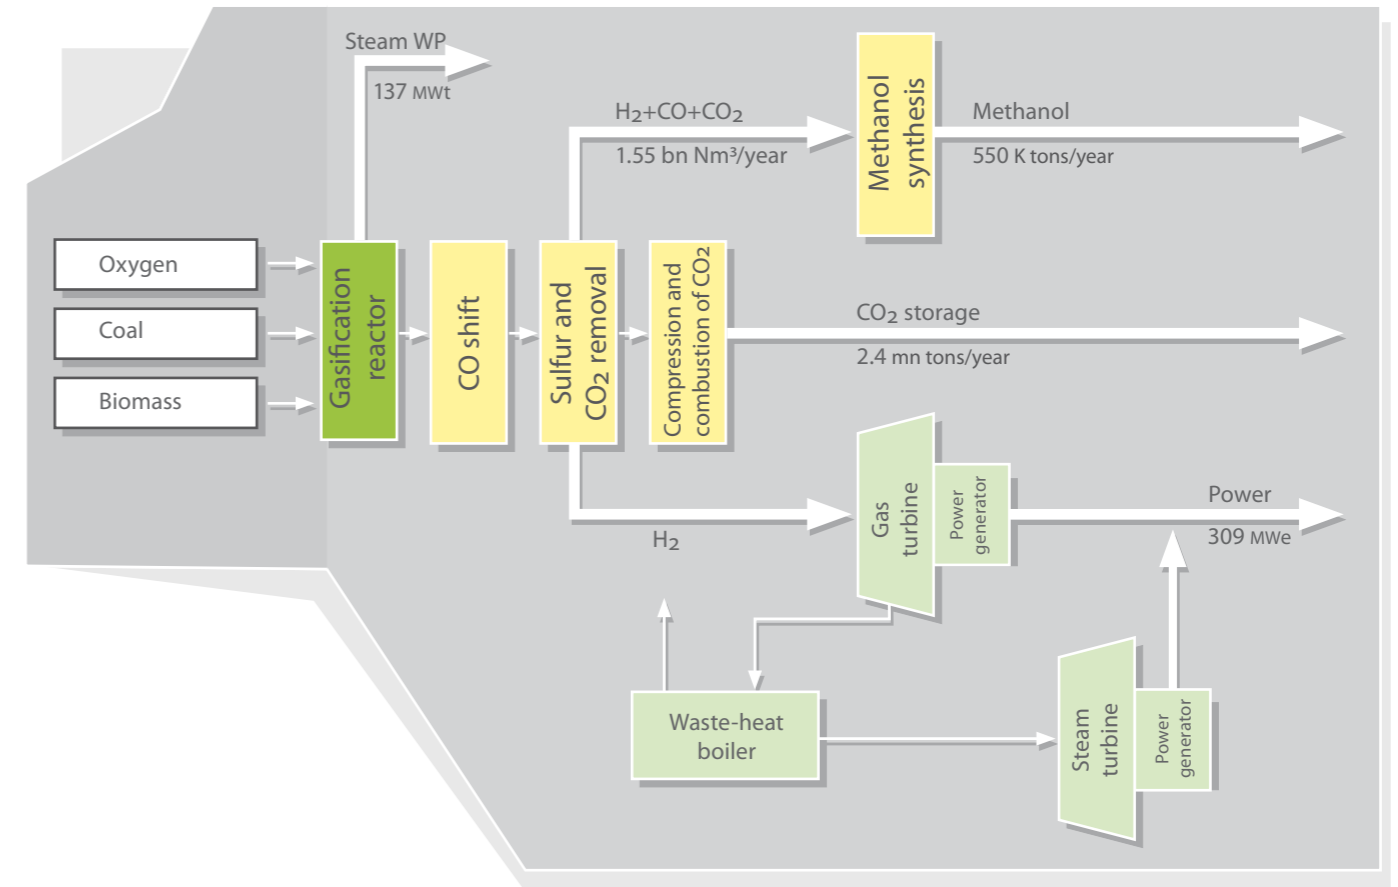 Steam WP
137 MWt
H2+CO+CO2
1.55 bn Nm³/year
Methanol
synthesis
Methanol
550 K tons/year
Oxygen
Coal
Biomass
Gasification
reactor
CO shift
Sulfur and
CO2 removal
Compression and
combustion of CO2
CO2 storage
2.4 mn tons/year
H2
Gas
turbine
Power
generator
Power
309 MWe
Waste-heat
boiler
Steam
turbine
Power
generator